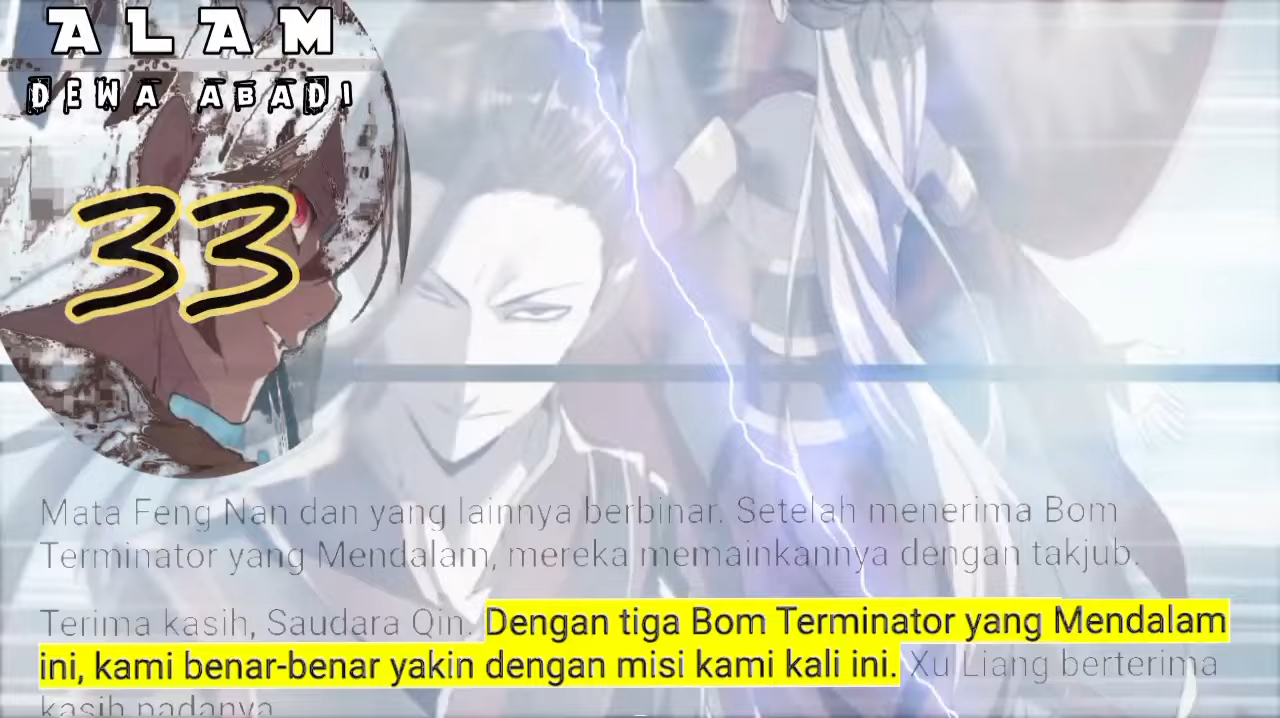 ALAM
DEWA ABADI
33
Mata Feng Nan dan yang lainnya berbinar. Setelah menerima Bom
Terminator yang Mendalam, mereka memainkannya dengan takjub.
Terima kasih, Saudara Qin. Dengan tiga Bom Terminator yang Mendalam
ini, kami benar-benar yakin dengan misi kami kali ini. Xu Liang berterima
kasih padanya